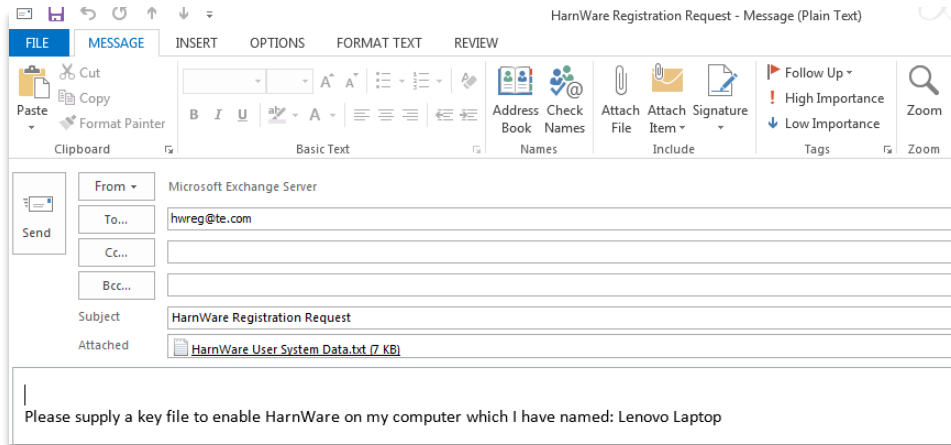 HarnWare Registration Request - Message (Plain Text)
FILE MESSAGE INSERT OPTIONS FORMAT TEXT REVIEW
Paste
Cut
Copy
Format Painter
Clipboard
B I U
Basic Text
Address Book
Check Names
Names
Attach File
Attach Item
Signature
Include
Follow Up
High Importance
Low Importance
Tags
Zoom
Zoom
Send
From Microsoft Exchange Server
To... hwreg@te.com
Cc...
Bcc...
Subject HarnWare Registration Request
Attached HarnWare User System Data.txt (7 KB)
Please supply a key file to enable HarnWare on my computer which I have named: Lenovo Laptop